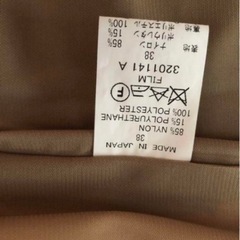 MADE IN JAPAN
38
85% NYLON
15% POLYURETHANE
100% POLYESTER
F
FILM
3201141 A
38
表地 ナイロン 85%
ポリウレタン 15%
裏地 ポリエステル 100%